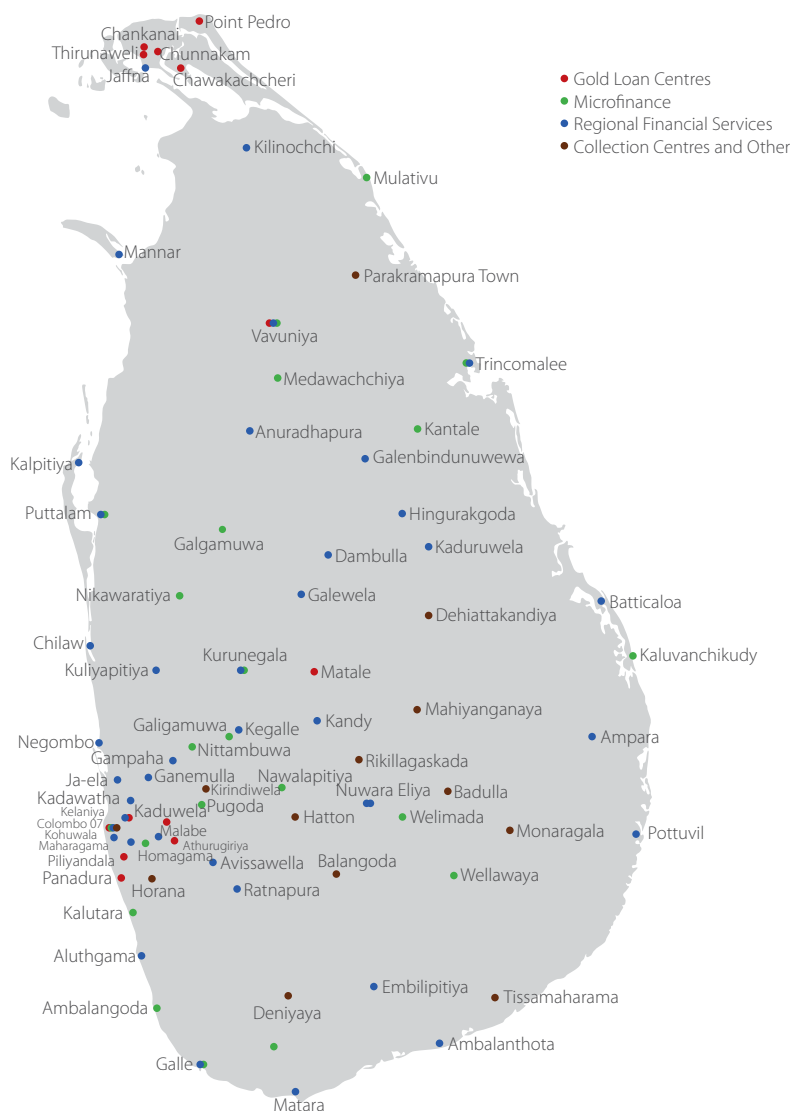 Point Pedro
Chankanai
Thirunaweli
Chunnakam
Jaffna
Chawakachcheri
Gold Loan Centres
Microfinance
Regional Financial Services
Collection Centres and Other
Kilinochchi
Mulativu
Mannar
Parakramapura Town
Vavuniya
Trincomalee
Medawachchiya
Anuradhapura
Kantale
Kalpitiya
Galenbindunuwewa
Puttalam
Hingurakgoda
Galgamuwa
Dambulla
Kaduruwela
Nikawaratiya
Galewela
Batticaloa
Dehiattakandiya
Chilaw
Kurunegala
Kaluvanchikudy
Kuliyapitiya
Matale
Mahiyanganaya
Galigamuwa
Kegalle
Kandy
Negombo
Nittambuwa
Ampara
Gampaha
Rikillagaskada
Ja-ela
Ganemulla
Nawalapitiya
Kirindiwela
Nuwara Eliya
Badulla
Kadawatha
Pugoda
Kelaniya
Kaduwela
Hatton
Welimada
Colombo 07
Malabe
Monaragala
Pottuvil
Kohuwala
Maharagama
Athurugiriya
Homagama
Piliyandala
Avissawella
Balangoda
Panadura
Horana
Ratnapura
Wellawaya
Kalutara
Aluthgama
Embilipitiya
Tissamaharama
Ambalangoda
Deniyaya
Ambalanthota
Galle
Matara